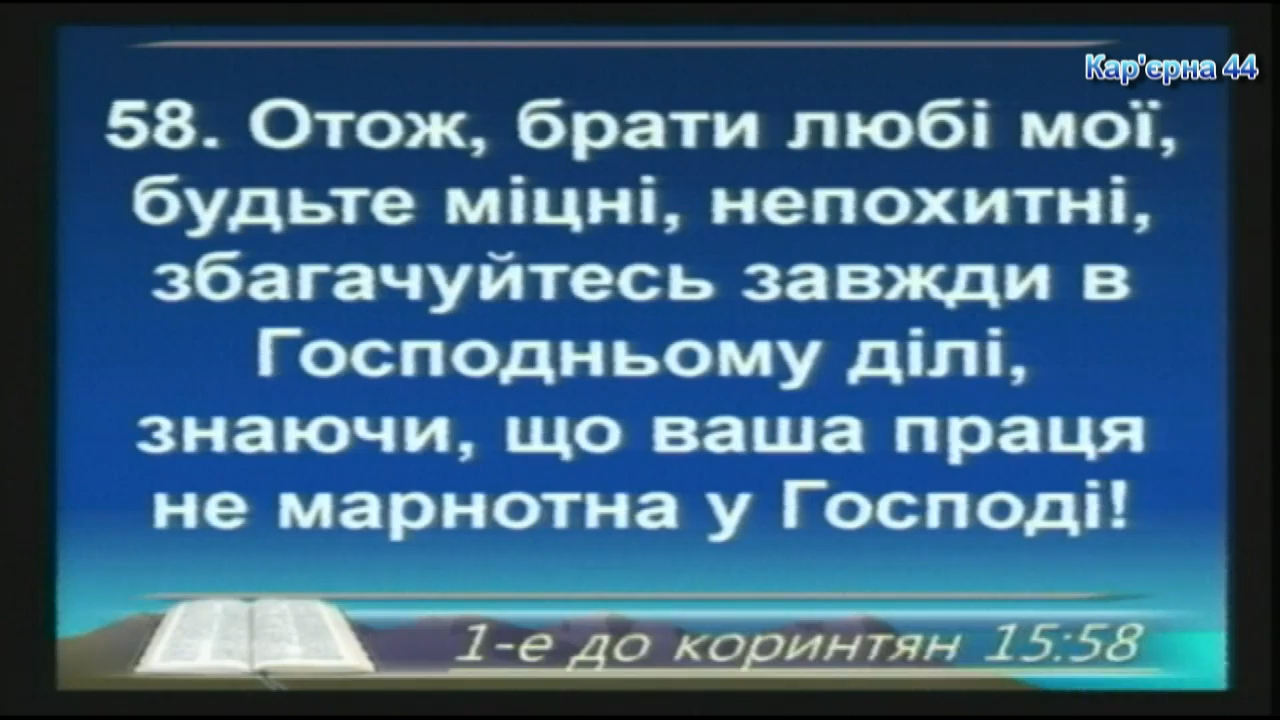 Кар'єрна 44
58. Отож, брати любі мої,
будьте міцні, непохитні,
збагачуйтесь завжди в
Господньому ділі,
знаючи, що ваша праця
не марнотна у Господі!
1-е до коринтян 15:58